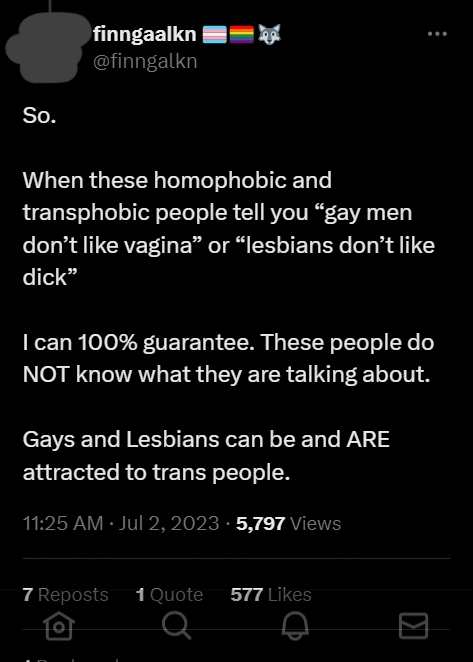 finngaalkn 🏳️‍⚧️🏳️‍🌈🐺
@finngalkn
So.
When these homophobic and
transphobic people tell you “gay men
don’t like vagina” or “lesbians don’t like
dick”
I can 100% guarantee. These people do
NOT know what they are talking about.
Gays and Lesbians can be and ARE
attracted to trans people.
11:25 AM · Jul 2, 2023 · 5,797 Views
7 Reposts 1 Quote 577 Likes